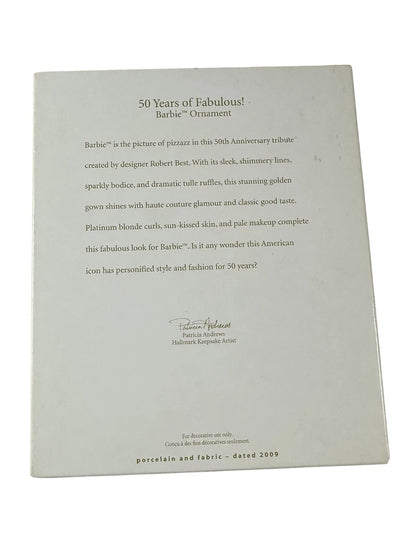 50 Years of Fabulous!
Barbie™ Ornament
Barbie™ is the picture of pizzazz in this 50th Anniversary tribute
created by designer Robert Best. With its sleek, shimmery lines,
sparkly bodice, and dramatic tulle ruffles, this stunning golden
gown shines with haute couture glamour and classic good taste.
Platinum blonde curls, sun-kissed skin, and pale makeup complete
this fabulous look for Barbie™. Is it any wonder this American
icon has personified style and fashion for 50 years?
Patricia Andrews
Patricia Andrews
Hallmark Keepsake Artist
For decorative use only.
Conçu à des fins décoratives seulement.
porcelain and fabric – dated 2009